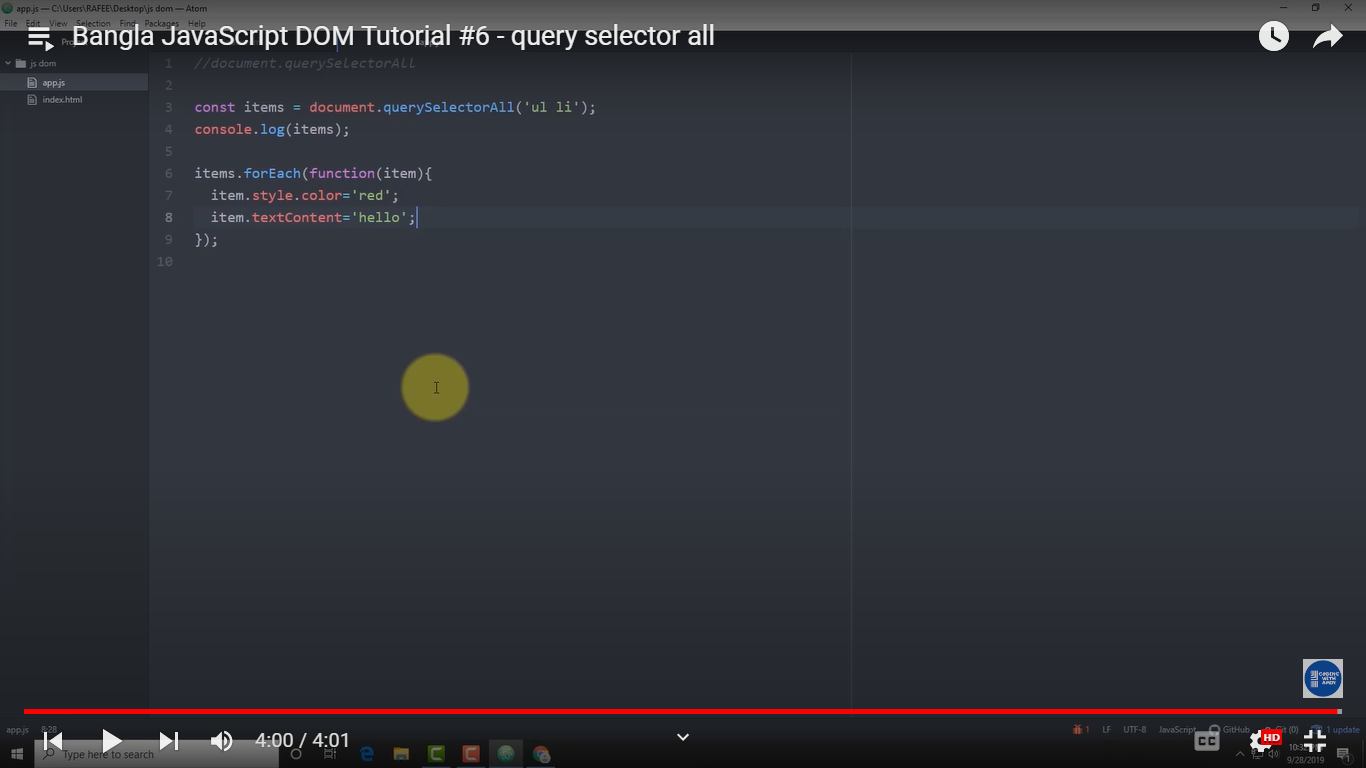 app.js — C:\Users\RAFEE\Desktop\js dom — Atom
File Edit View Selection Find Packages Help
Bangla JavaScript DOM Tutorial #6 - query selector all
js dom
app.js
index.html
1 //document.querySelectorAll
2
3 const items = document.querySelectorAll('ul li');
4 console.log(items);
5
6 items.forEach(function(item){
7 item.style.color='red';
8 item.textContent='hello';
9 });
10
CODING
WITH
app.js 8:28
1 LF UTF-8 JavaScript GitHub Git (0) 1 update
4:00 / 4:01
CC
HD
Type here to search
9/28/2019